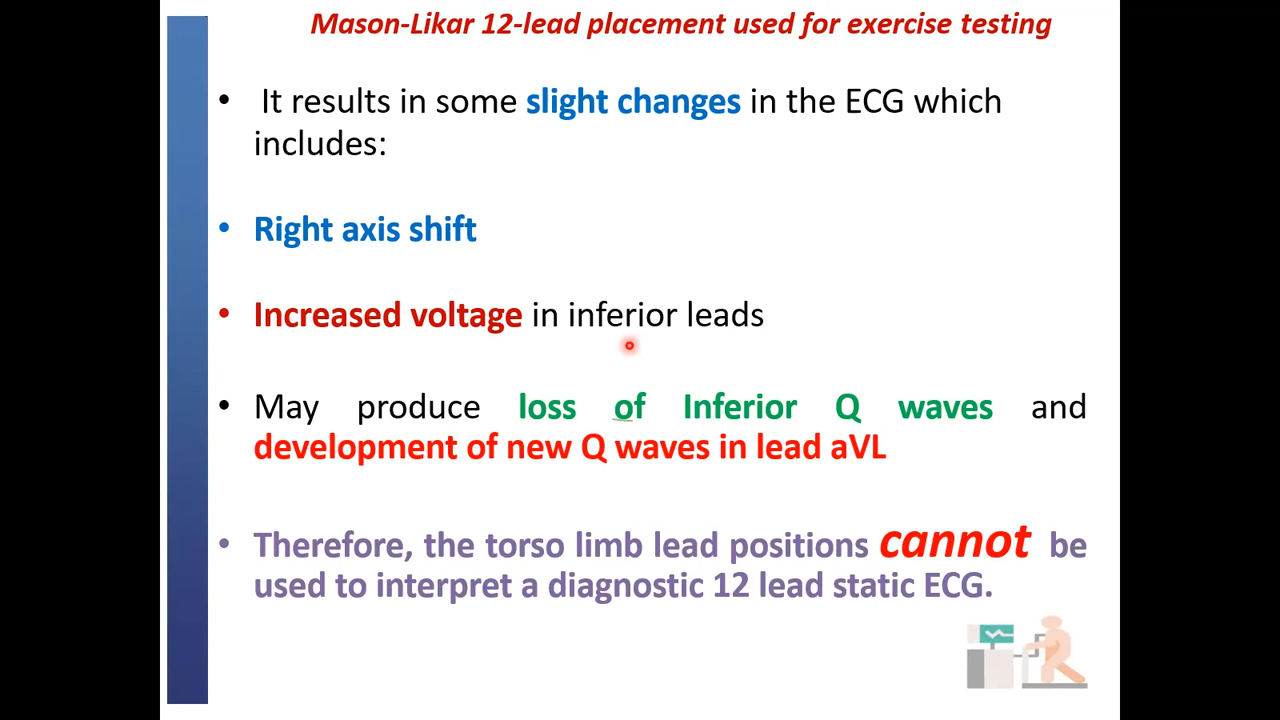 Mason-Likar 12-lead placement used for exercise testing
• It results in some slight changes in the ECG which
includes:
• Right axis shift
• Increased voltage in inferior leads
• May produce loss of Inferior Q waves and
development of new Q waves in lead aVL
• Therefore, the torso limb lead positions cannot be
used to interpret a diagnostic 12 lead static ECG.